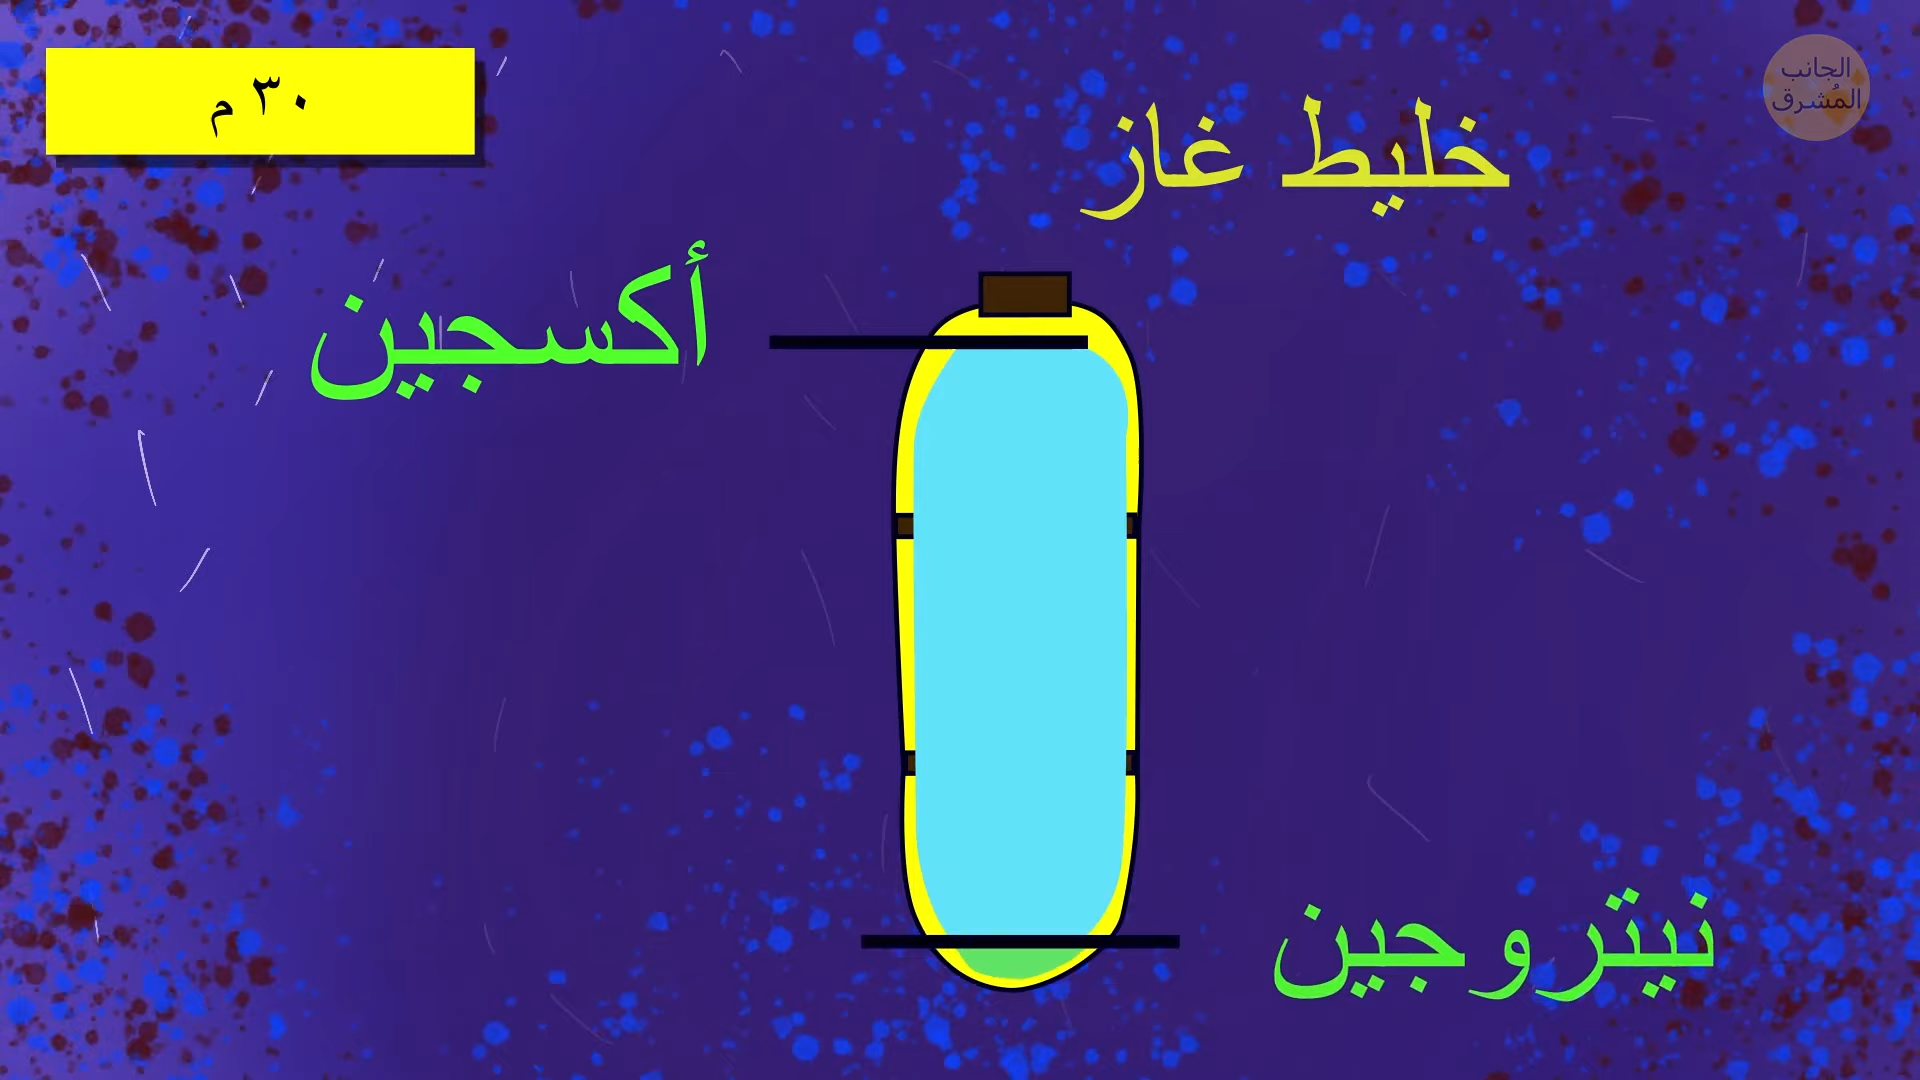 ٣٠ م
الجانب
المُشرق
خليط غاز
أكسجين
نيتروجين